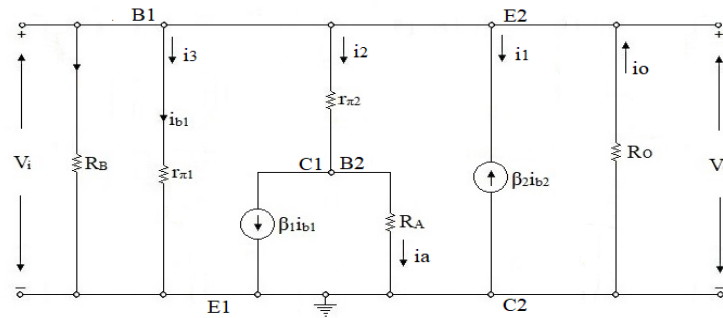 B1
E2
+
+
i3
i2
i1
io
rπ2
ib1
C1
B2
Vi
RB
rπ1
β2ib2
RO
V
β1ib1
RA
ia
E1
C2